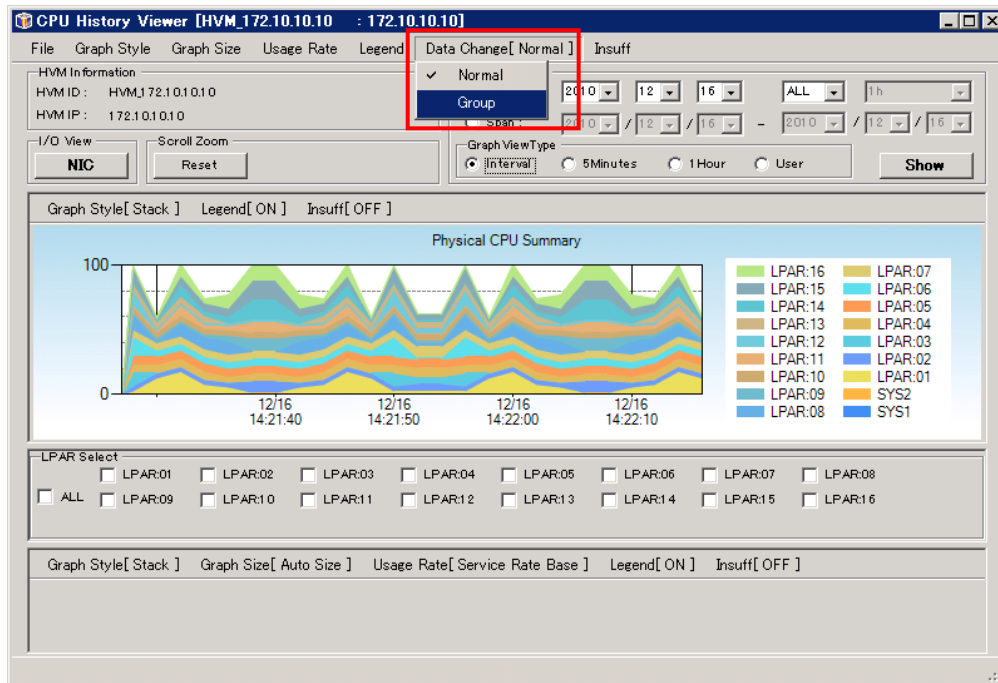 CPU History Viewer [HVM_172.10.10.10 : 172.10.10.10]
File Graph Style Graph Size Usage Rate Legend Data Change[ Normal ] Insuff
✓ Normal
Group
HVM Information
HVM ID : HVM_172.10.10.10
HVM IP : 172.10.10.10
2010 12 16 ALL 1h
Span : 2010 / 12 / 16 - 2010 / 12 / 16
I/O View
NIC
Scroll Zoom
Reset
Graph ViewType
Interval 5Minutes 1Hour User
Show
Graph Style[ Stack ] Legend[ ON ] Insuff[ OFF ]
Physical CPU Summary
100
0
12/16 12/16 12/16 12/16
14:21:40 14:21:50 14:22:00 14:22:10
LPAR:16 LPAR:07
LPAR:15 LPAR:06
LPAR:14 LPAR:05
LPAR:13 LPAR:04
LPAR:12 LPAR:03
LPAR:11 LPAR:02
LPAR:10 LPAR:01
LPAR:09 SYS2
LPAR:08 SYS1
LPAR Select
LPAR:01 LPAR:02 LPAR:03 LPAR:04 LPAR:05 LPAR:06 LPAR:07 LPAR:08
ALL LPAR:09 LPAR:10 LPAR:11 LPAR:12 LPAR:13 LPAR:14 LPAR:15 LPAR:16
Graph Style[ Stack ] Graph Size[ Auto Size ] Usage Rate[ Service Rate Base ] Legend[ ON ] Insuff[ OFF ]